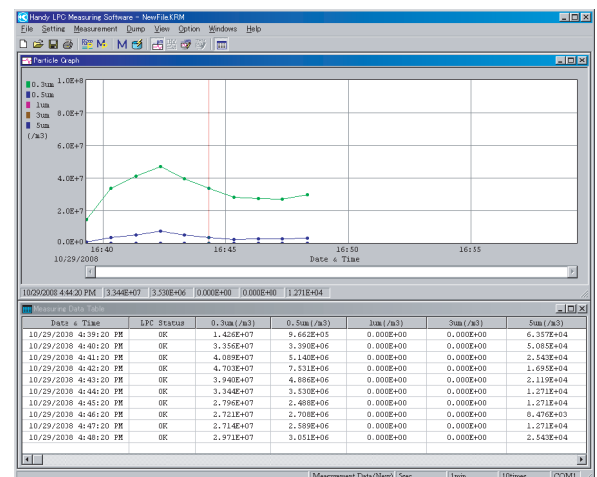 Handy LPC Measuring Software - NewFile.KRM
File Setting Measurement Dump View Option Windows Help
Particle Graph
0.3um
0.5um
1um
3um
5um
(/m3)
1.0E+8
8.0E+7
6.0E+7
4.0E+7
2.0E+7
0.0E+0
16:40 16:45 16:50 16:55
10/29/2008 Date & Time
10/29/2008 4:44:20 PM 3.344E+07 3.530E+06 0.000E+00 0.000E+00 1.271E+04
Measuring Data Table
Date & Time LPC Status 0.3um(/m3) 0.5um(/m3) 1um(/m3) 3um(/m3) 5um(/m3)
10/29/2008 4:39:20 PM OK 1.426E+07 9.662E+05 0.000E+00 0.000E+00 6.357E+04
10/29/2008 4:40:20 PM OK 3.356E+07 3.390E+06 0.000E+00 0.000E+00 5.085E+04
10/29/2008 4:41:20 PM OK 4.089E+07 5.140E+06 0.000E+00 0.000E+00 2.543E+04
10/29/2008 4:42:20 PM OK 4.703E+07 7.531E+06 0.000E+00 0.000E+00 1.695E+04
10/29/2008 4:43:20 PM OK 3.940E+07 4.886E+06 0.000E+00 0.000E+00 2.119E+04
10/29/2008 4:44:20 PM OK 3.344E+07 3.530E+06 0.000E+00 0.000E+00 1.271E+04
10/29/2008 4:45:20 PM OK 2.796E+07 2.488E+06 0.000E+00 0.000E+00 1.271E+04
10/29/2008 4:46:20 PM OK 2.721E+07 2.708E+06 0.000E+00 0.000E+00 8.476E+03
10/29/2008 4:47:20 PM OK 2.714E+07 2.589E+06 0.000E+00 0.000E+00 1.271E+04
10/29/2008 4:48:20 PM OK 2.971E+07 3.051E+06 0.000E+00 0.000E+00 2.543E+04
Measurement Data(New) 5sec 1min 10times COM1